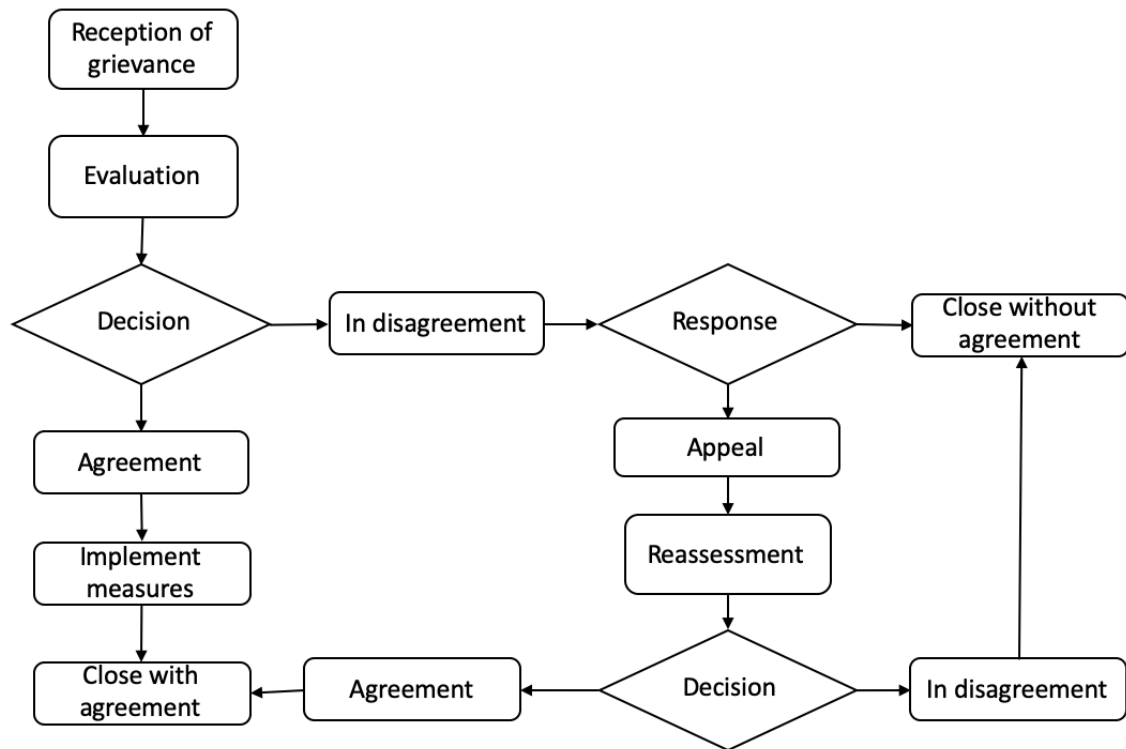 Reception of
grievance
Evaluation
Decision
In disagreement
Response
Close without
agreement
Agreement
Appeal
Implement
measures
Reassessment
Close with
agreement
Agreement
Decision
In disagreement